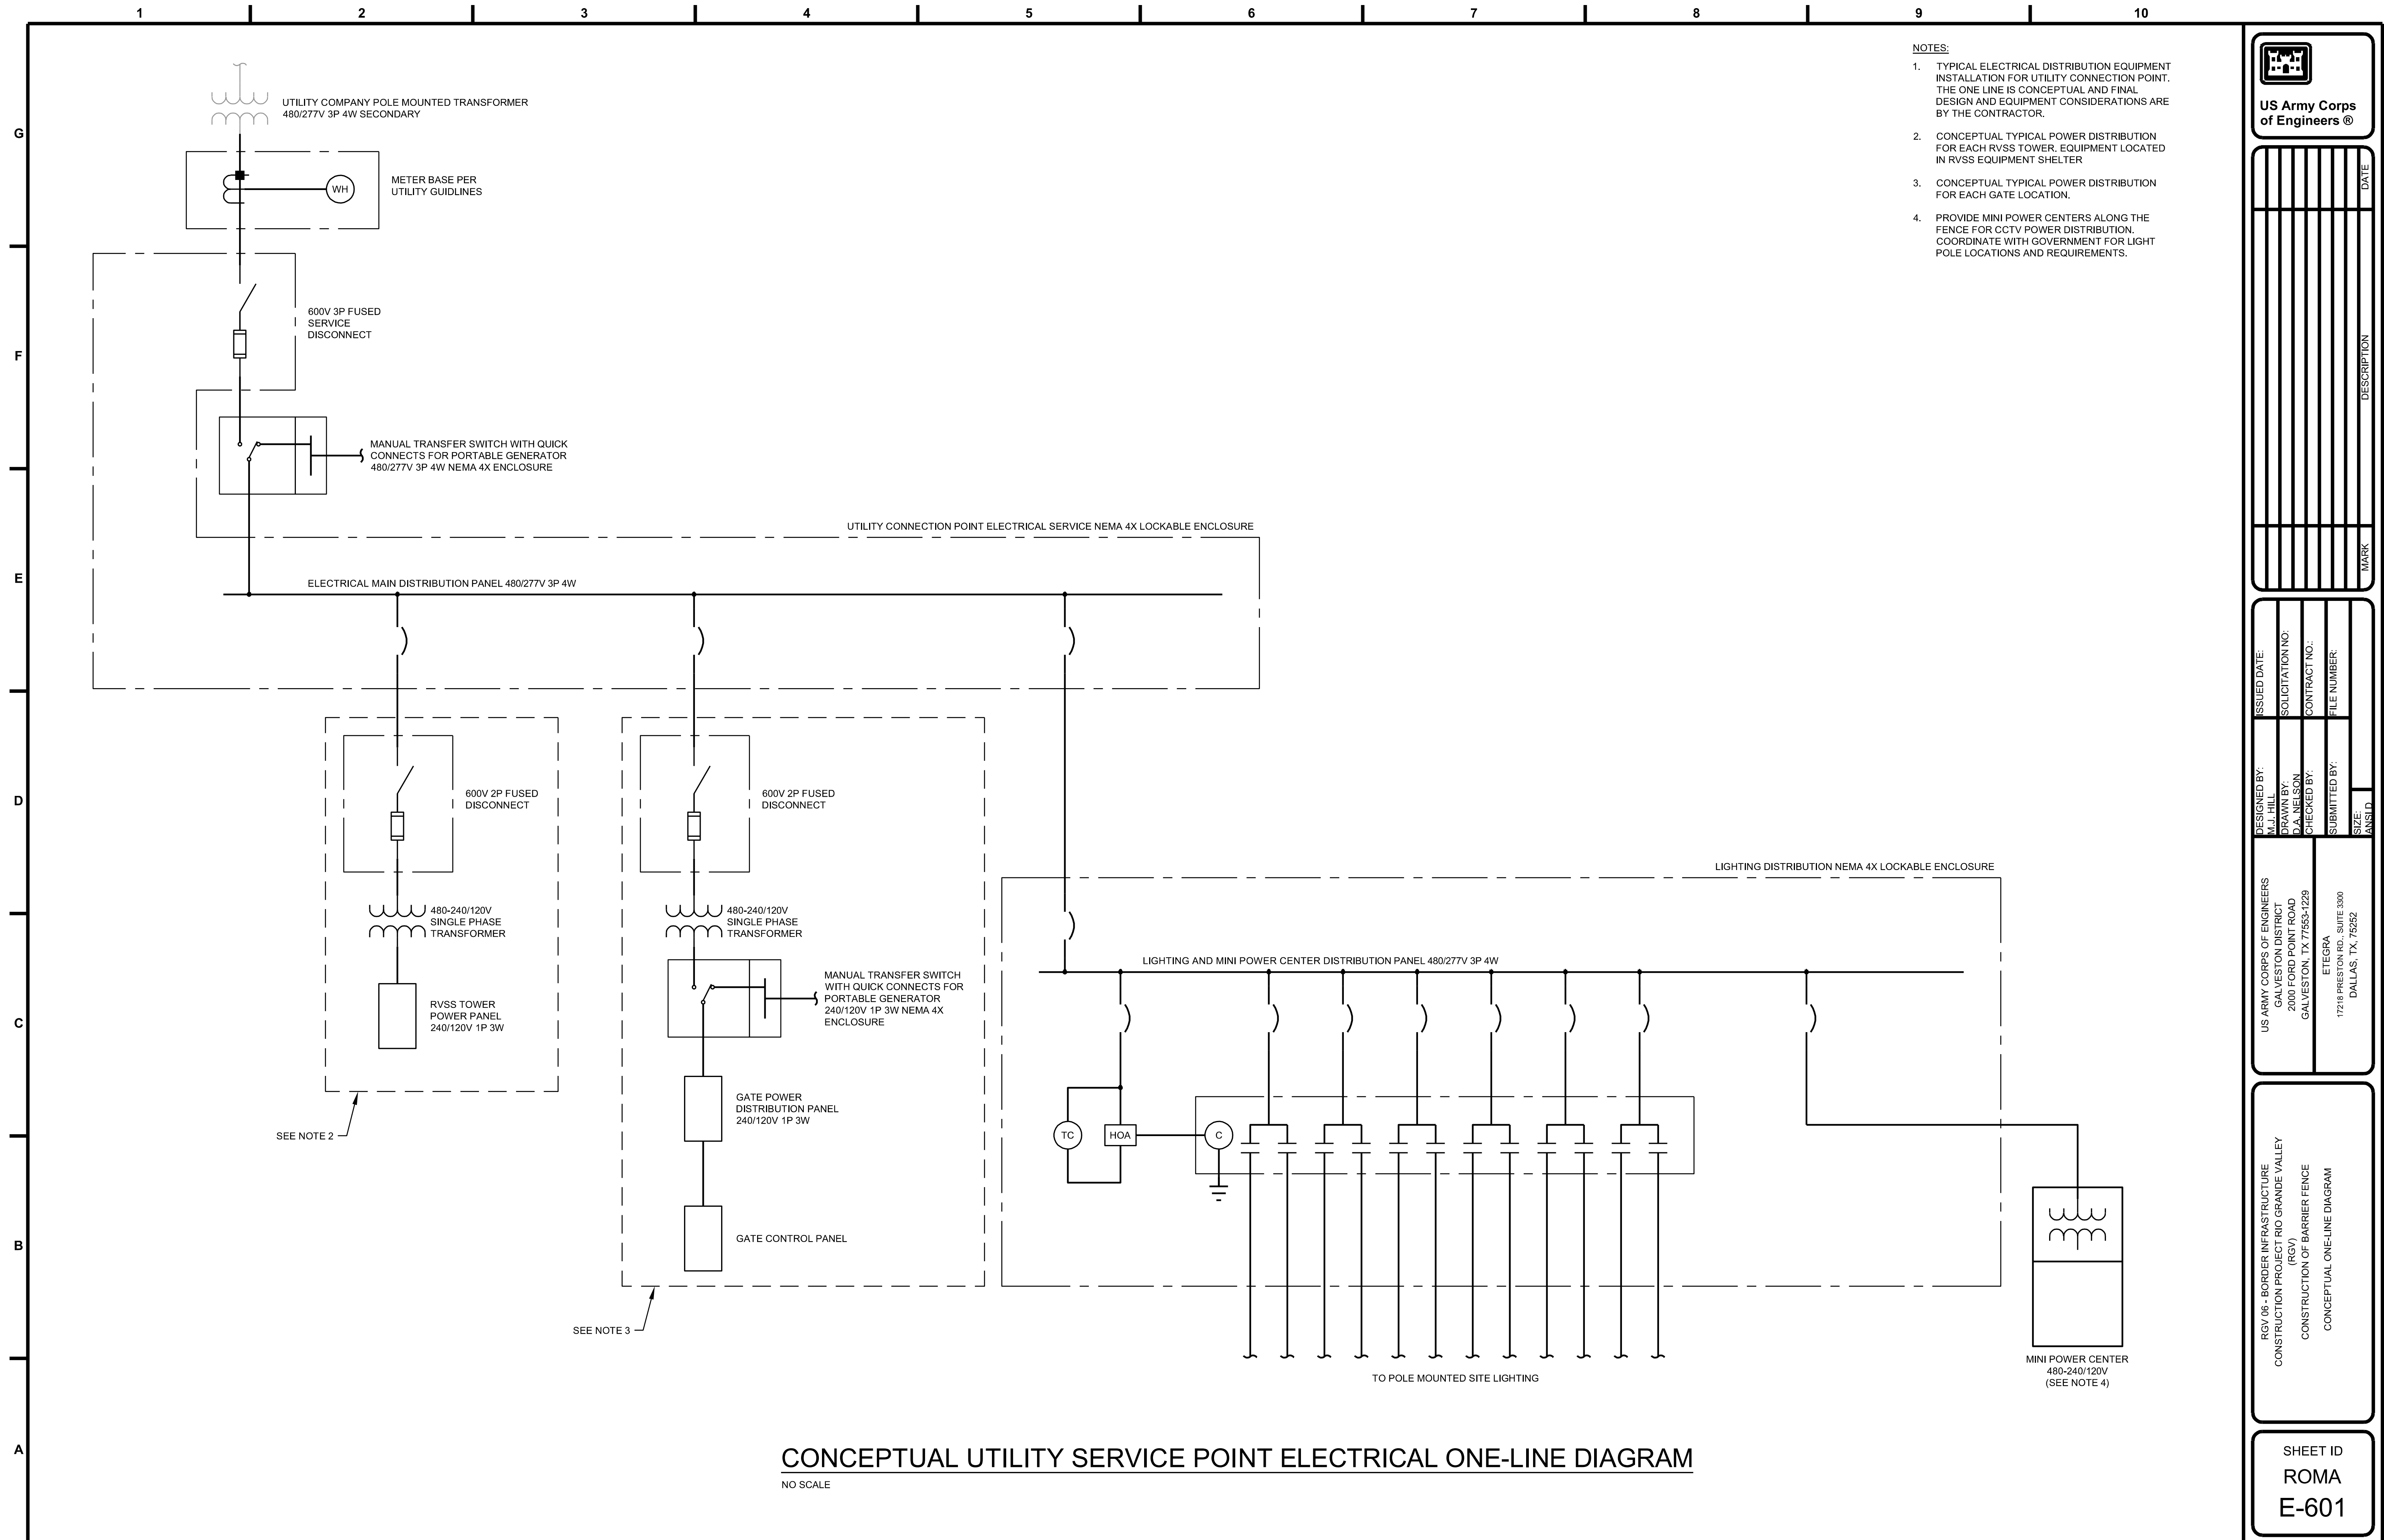 1 2 3 4 5 6 7 8 9 10
G
F
E
D
C
B
A
UTILITY COMPANY POLE MOUNTED TRANSFORMER
480/277V 3P 4W SECONDARY
WH
METER BASE PER
UTILITY GUIDLINES
600V 3P FUSED
SERVICE
DISCONNECT
MANUAL TRANSFER SWITCH WITH QUICK
CONNECTS FOR PORTABLE GENERATOR
480/277V 3P 4W NEMA 4X ENCLOSURE
UTILITY CONNECTION POINT ELECTRICAL SERVICE NEMA 4X LOCKABLE ENCLOSURE
ELECTRICAL MAIN DISTRIBUTION PANEL 480/277V 3P 4W
600V 2P FUSED
DISCONNECT
480-240/120V
SINGLE PHASE
TRANSFORMER
RVSS TOWER
POWER PANEL
240/120V 1P 3W
SEE NOTE 2
600V 2P FUSED
DISCONNECT
480-240/120V
SINGLE PHASE
TRANSFORMER
MANUAL TRANSFER SWITCH
WITH QUICK CONNECTS FOR
PORTABLE GENERATOR
240/120V 1P 3W NEMA 4X
ENCLOSURE
GATE POWER
DISTRIBUTION PANEL
240/120V 1P 3W
GATE CONTROL PANEL
SEE NOTE 3
LIGHTING DISTRIBUTION NEMA 4X LOCKABLE ENCLOSURE
LIGHTING AND MINI POWER CENTER DISTRIBUTION PANEL 480/277V 3P 4W
TC
HOA
C
TO POLE MOUNTED SITE LIGHTING
MINI POWER CENTER
480-240/120V
(SEE NOTE 4)
NOTES:
1. TYPICAL ELECTRICAL DISTRIBUTION EQUIPMENT
INSTALLATION FOR UTILITY CONNECTION POINT.
THE ONE LINE IS CONCEPTUAL AND FINAL
DESIGN AND EQUIPMENT CONSIDERATIONS ARE
BY THE CONTRACTOR.
2. CONCEPTUAL TYPICAL POWER DISTRIBUTION
FOR EACH RVSS TOWER. EQUIPMENT LOCATED
IN RVSS EQUIPMENT SHELTER
3. CONCEPTUAL TYPICAL POWER DISTRIBUTION
FOR EACH GATE LOCATION.
4. PROVIDE MINI POWER CENTERS ALONG THE
FENCE FOR CCTV POWER DISTRIBUTION.
COORDINATE WITH GOVERNMENT FOR LIGHT
POLE LOCATIONS AND REQUIREMENTS.
CONCEPTUAL UTILITY SERVICE POINT ELECTRICAL ONE-LINE DIAGRAM
NO SCALE
US Army Corps
of Engineers ®
DATE
DESCRIPTION
MARK
ISSUED DATE:
SOLICITATION NO:
CONTRACT NO.:
FILE NUMBER:
DESIGNED BY:
M.J. HILL
DRAWN BY:
D.A. NELSON
CHECKED BY:
SUBMITTED BY:
SIZE:
ANSI D
US ARMY CORPS OF ENGINEERS
GALVESTON DISTRICT
2000 FORD POINT ROAD
GALVESTON, TX 77553-1229
ETEGRA
17218 PRESTON RD., SUITE 3300
DALLAS, TX, 75252
RGV 06 - BORDER INFRASTRUCTURE
CONSTRUCTION PROJECT RIO GRANDE VALLEY
(RGV)
CONSTRUCTION OF BARRIER FENCE
CONCEPTUAL ONE-LINE DIAGRAM
SHEET ID
ROMA
E-601